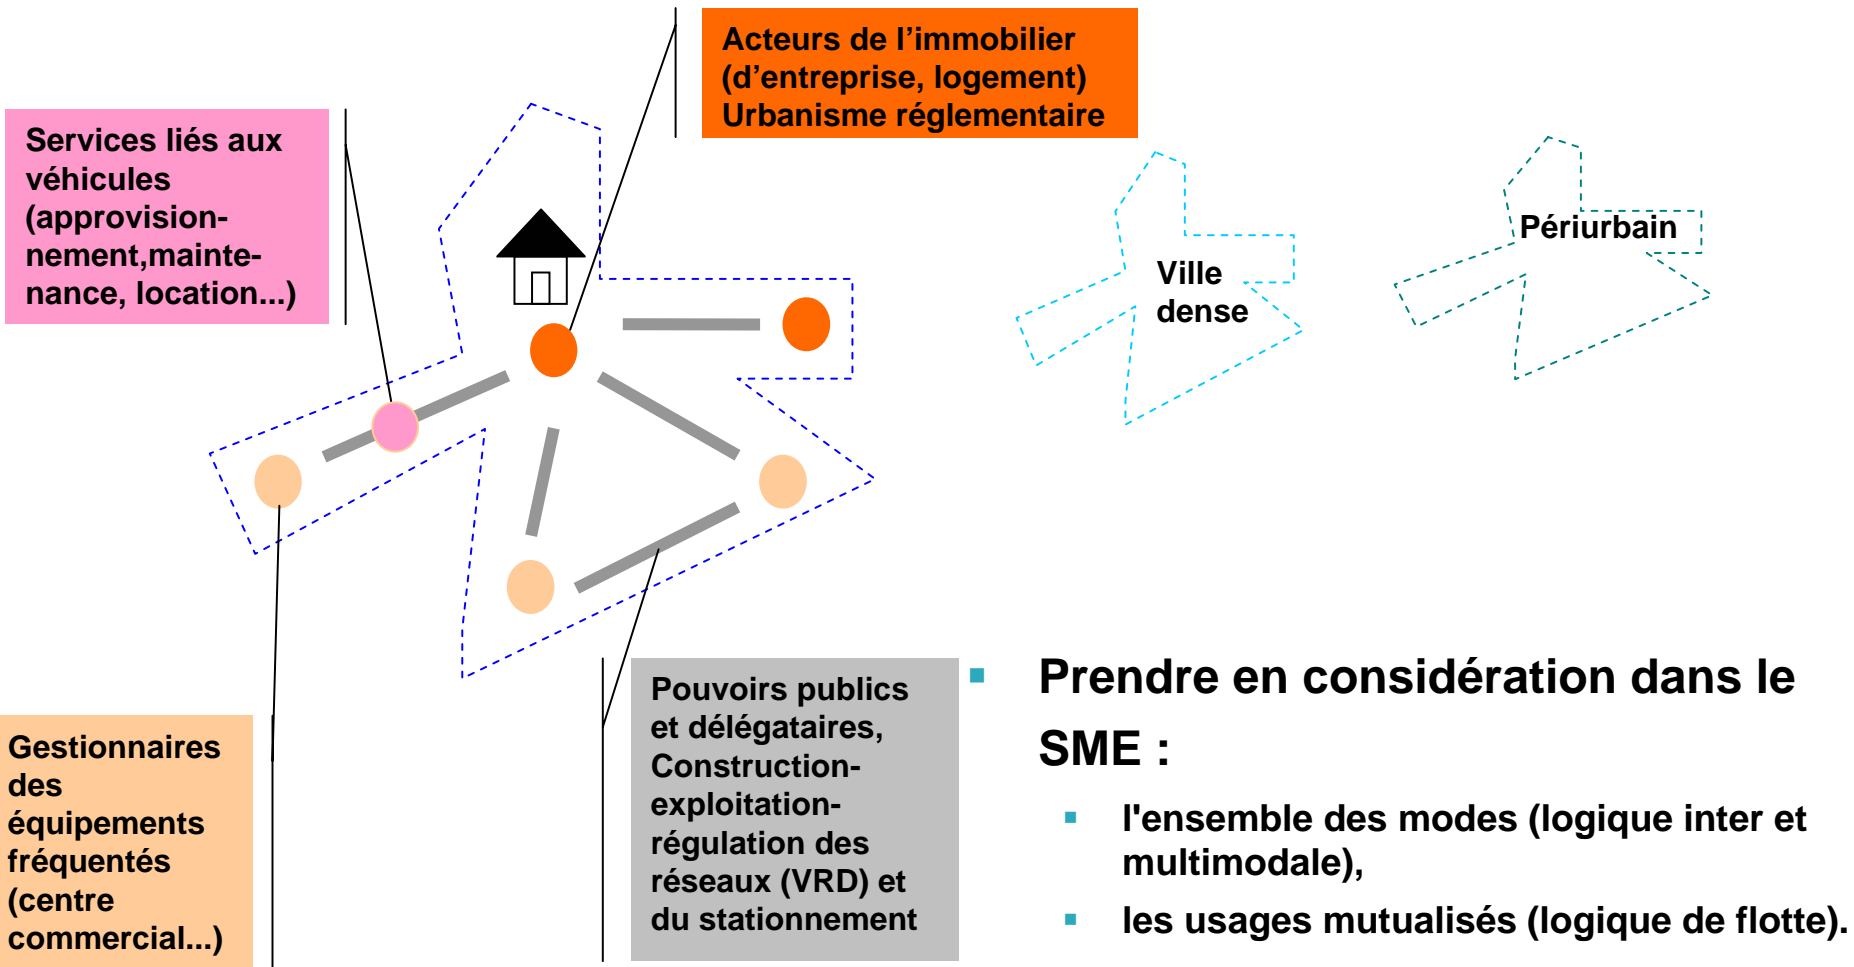 Acteurs de l’immobilier
(d’entreprise, logement)
Urbanisme réglementaire
Services liés aux
véhicules
(approvision-
nement,mainte-
nance, location...)
Ville
dense
Périurbain
Gestionnaires
des
équipements
fréquentés
(centre
commercial...)
Pouvoirs publics
et délégataires,
Construction-
exploitation-
régulation des
réseaux (VRD) et
du stationnement
Prendre en considération dans le
SME :
l'ensemble des modes (logique inter et
multimodale),
les usages mutualisés (logique de flotte).